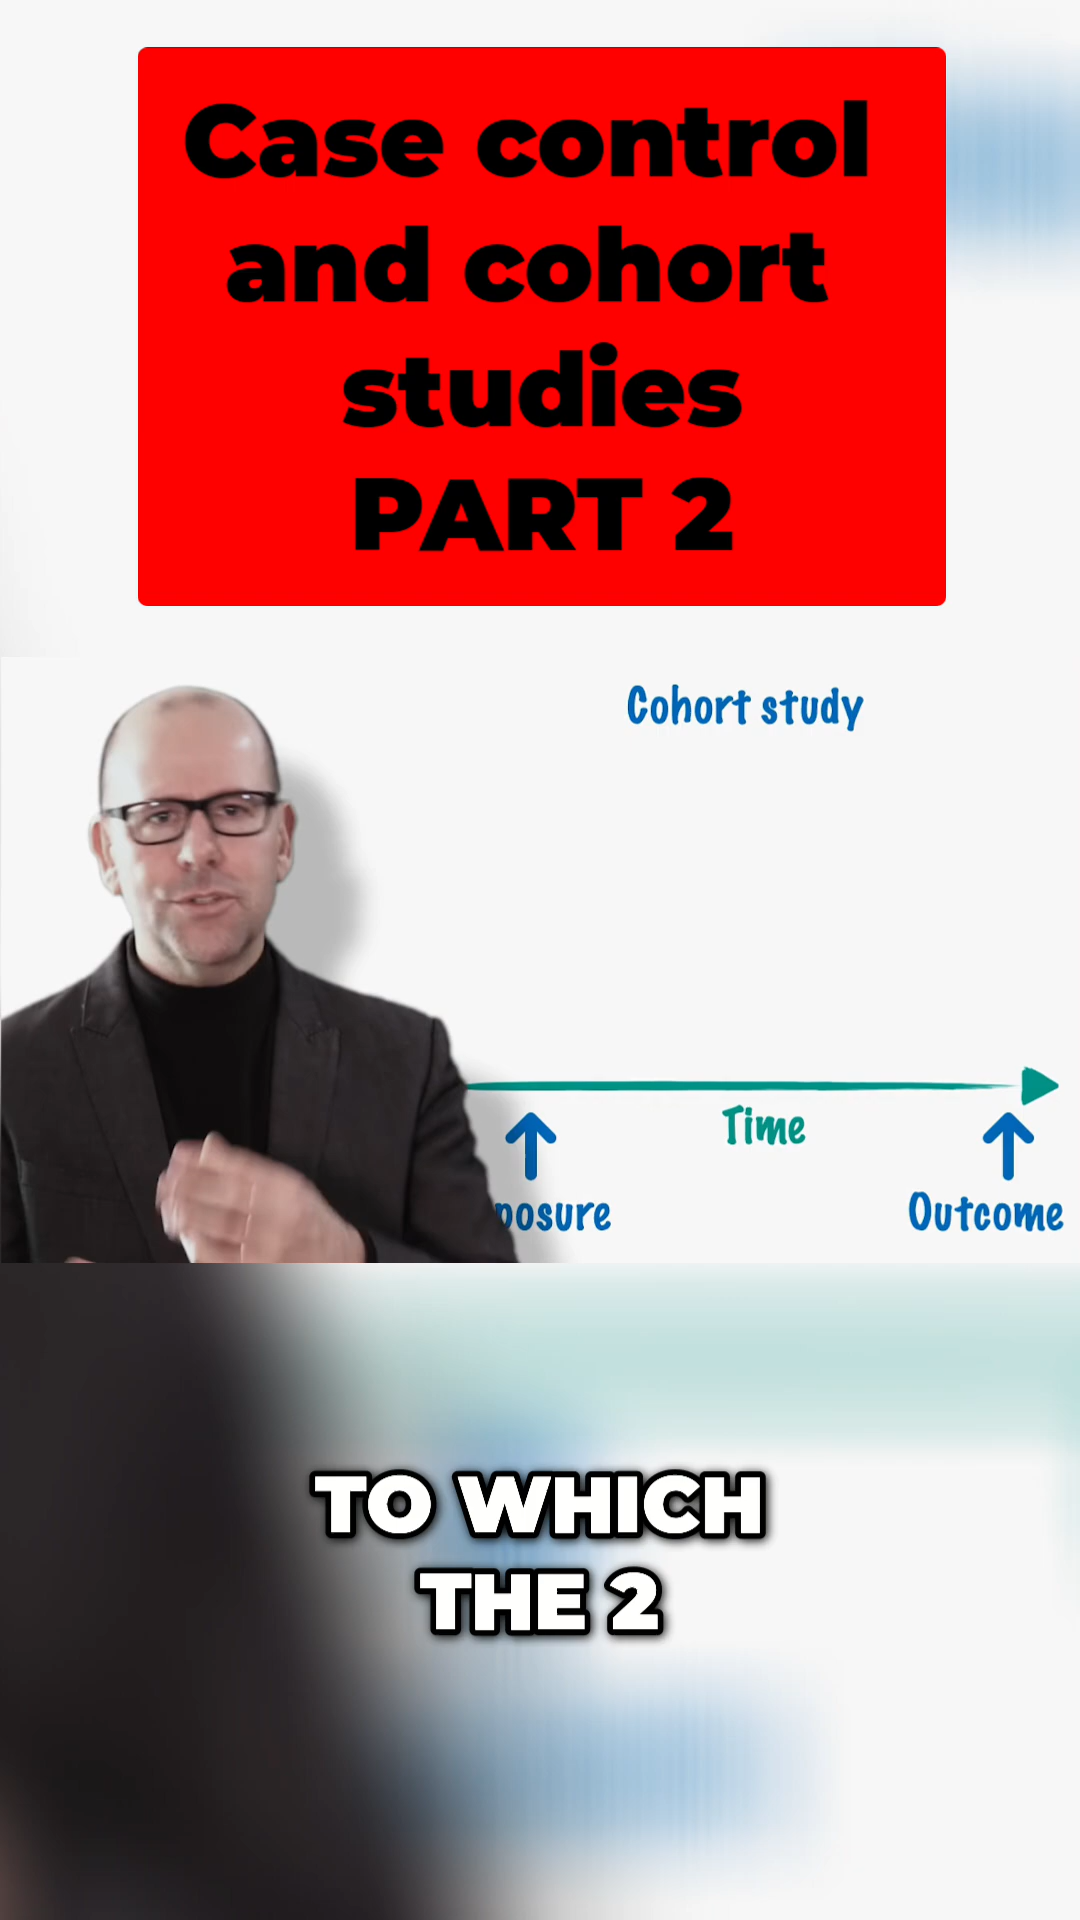 Case control
and cohort
studies
PART 2
Cohort study
Time
posure
Outcome
TO WHICH
THE 2